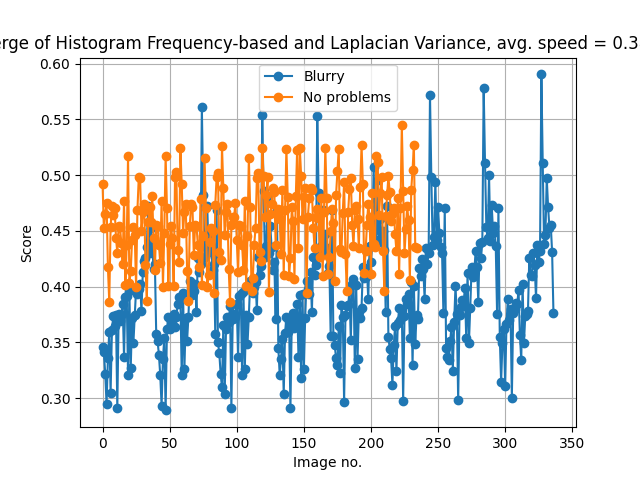 erge of Histogram Frequency-based and Laplacian Variance, avg. speed = 0.3
Blurry
No problems
0.60
0.55
0.50
0.45
0.40
0.35
0.30
Score
0 50 100 150 200 250 300 350
Image no.